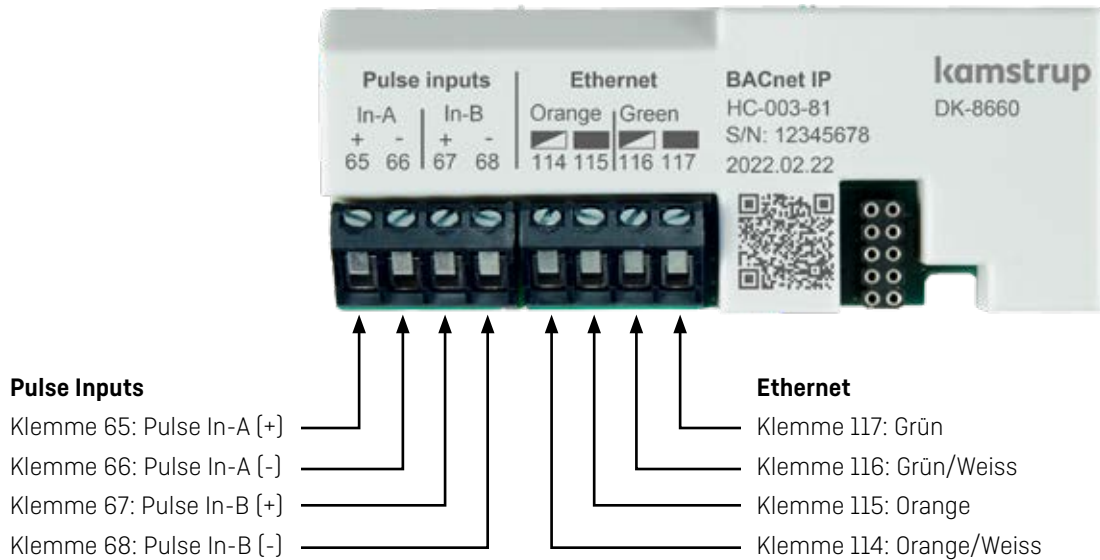 Pulse inputs
In-A In-B
+ - + -
65 66 67 68
Ethernet
Orange Green
114 115 116 117
BACnet IP
HC-003-81
S/N: 12345678
2022.02.22
kamstrup
DK-8660
Pulse Inputs
Klemme 65: Pulse In-A (+)
Klemme 66: Pulse In-A (-)
Klemme 67: Pulse In-B (+)
Klemme 68: Pulse In-B (-)
Ethernet
Klemme 117: Grün
Klemme 116: Grün/Weiss
Klemme 115: Orange
Klemme 114: Orange/Weiss